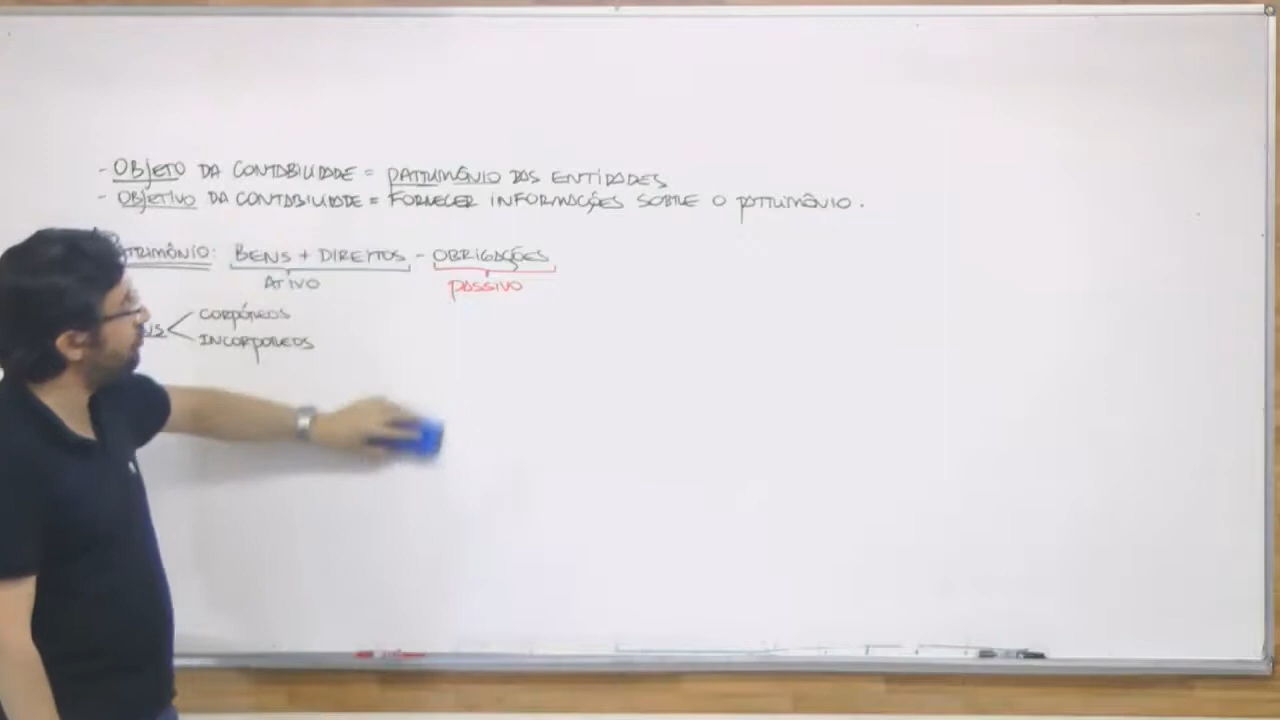 - OBJETO DA CONTABILIDADE = PATRIMÔNIO DAS ENTIDADES
- OBJETIVO DA CONTABILIDADE = FORNECER INFORMAÇÕES SOBRE O PATRIMÔNIO.
ATRIMÔNIO: BENS + DIREITOS - OBRIGAÇÕES
ATIVO PASSIVO
CORPÓREOS
INCORPÓREOS